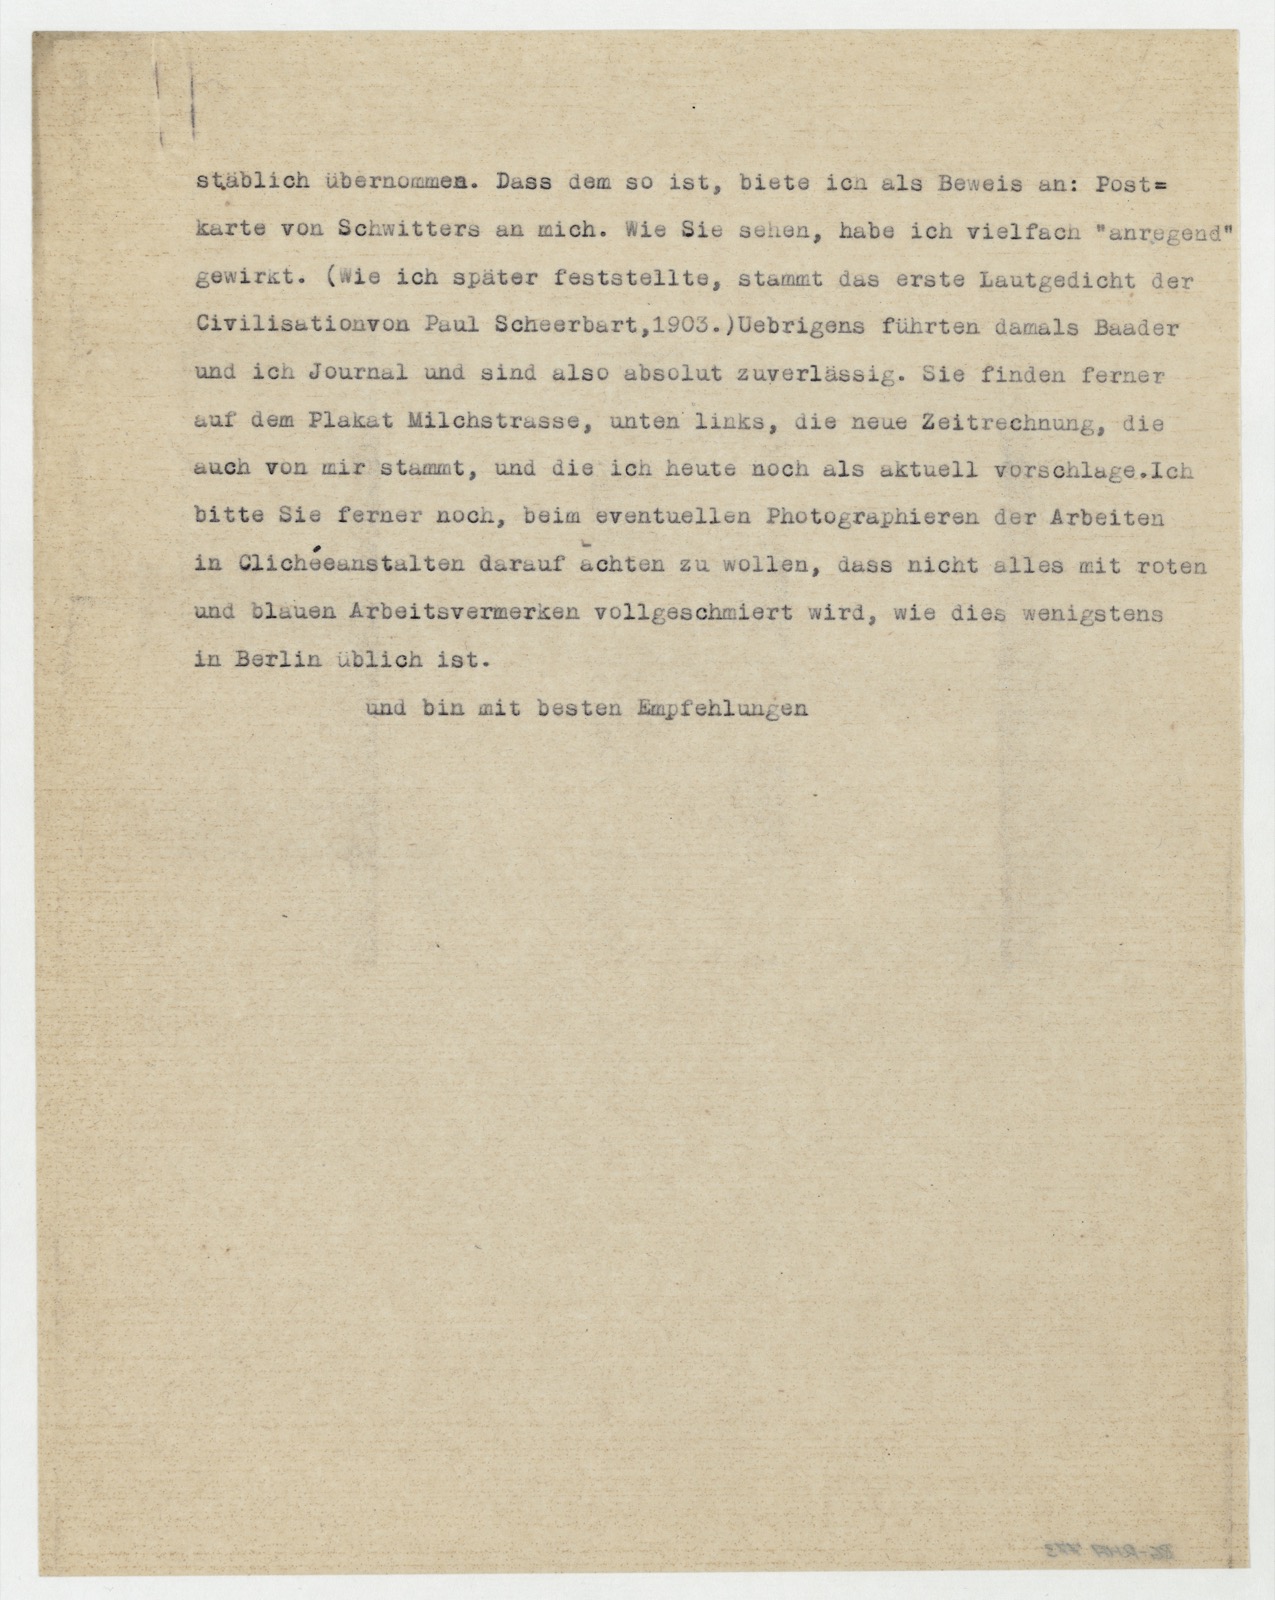 stäblich übernommen. Dass dem so ist, biete ich als Beweis an: Post=
karte von Schwitters an mich. Wie Sie sehen, habe ich vielfach "anregend"
gewirkt. (Wie ich später feststellte, stammt das erste Lautgedicht der
Civilisationvon Paul Scheerbart,1903.)Uebrigens führten damals Baader
und ich Journal und sind also absolut zuverlässig. Sie finden ferner
auf dem Plakat Milchstrasse, unten links, die neue Zeitrechnung, die
auch von mir stammt, und die ich heute noch als aktuell vorschlage.Ich
bitte Sie ferner noch, beim eventuellen Photographieren der Arbeiten
in Clichéeanstalten darauf achten zu wollen, dass nicht alles mit roten
und blauen Arbeitsvermerken vollgeschmiert wird, wie dies wenigstens
in Berlin üblich ist.
und bin mit besten Empfehlungen